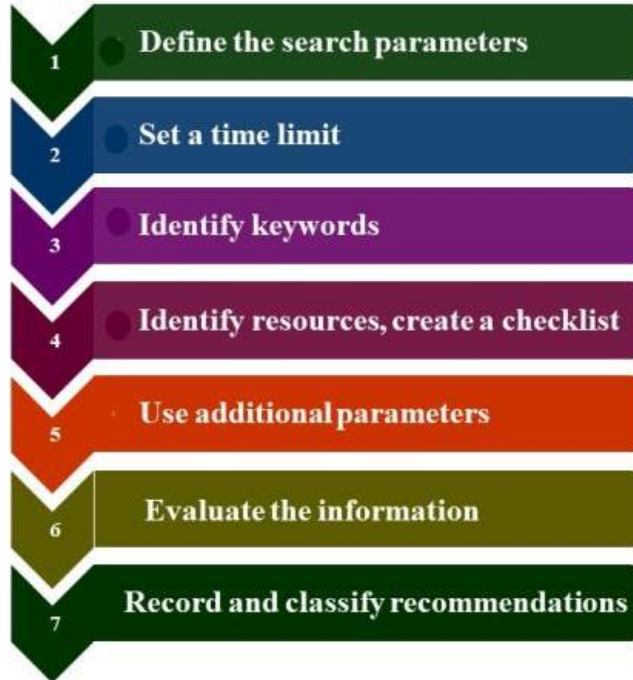 1 Define the search parameters
2 Set a time limit
3 Identify keywords
4 Identify resources, create a checklist
5 Use additional parameters
6 Evaluate the information
7 Record and classify recommendations